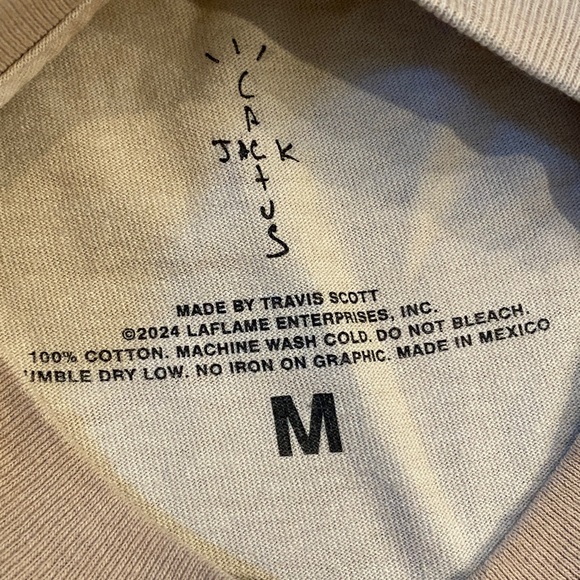 CACTUS
JACK
MADE BY TRAVIS SCOTT
©2024 LAFLAME ENTERPRISES, INC.
100% COTTON. MACHINE WASH COLD. DO NOT BLEACH.
UMBLE DRY LOW. NO IRON ON GRAPHIC. MADE IN MEXICO
M